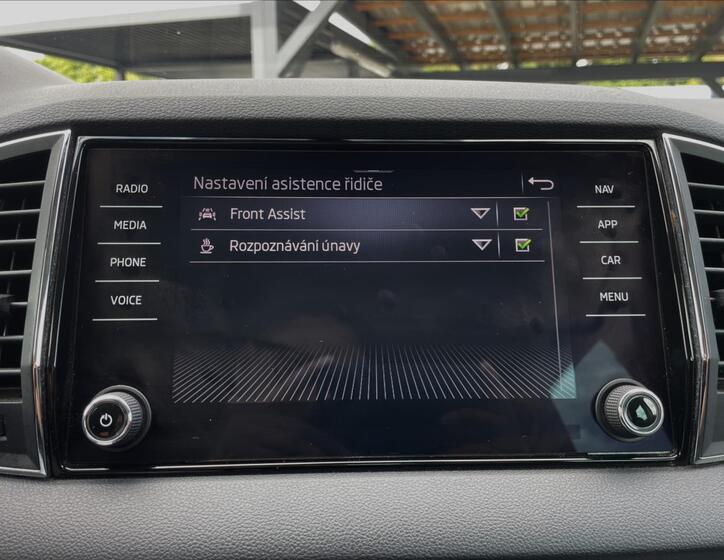 Nastavení asistence řidiče
Front Assist
Rozpoznávání únavy
RADIO
MEDIA
PHONE
VOICE
NAV
APP
CAR
MENU